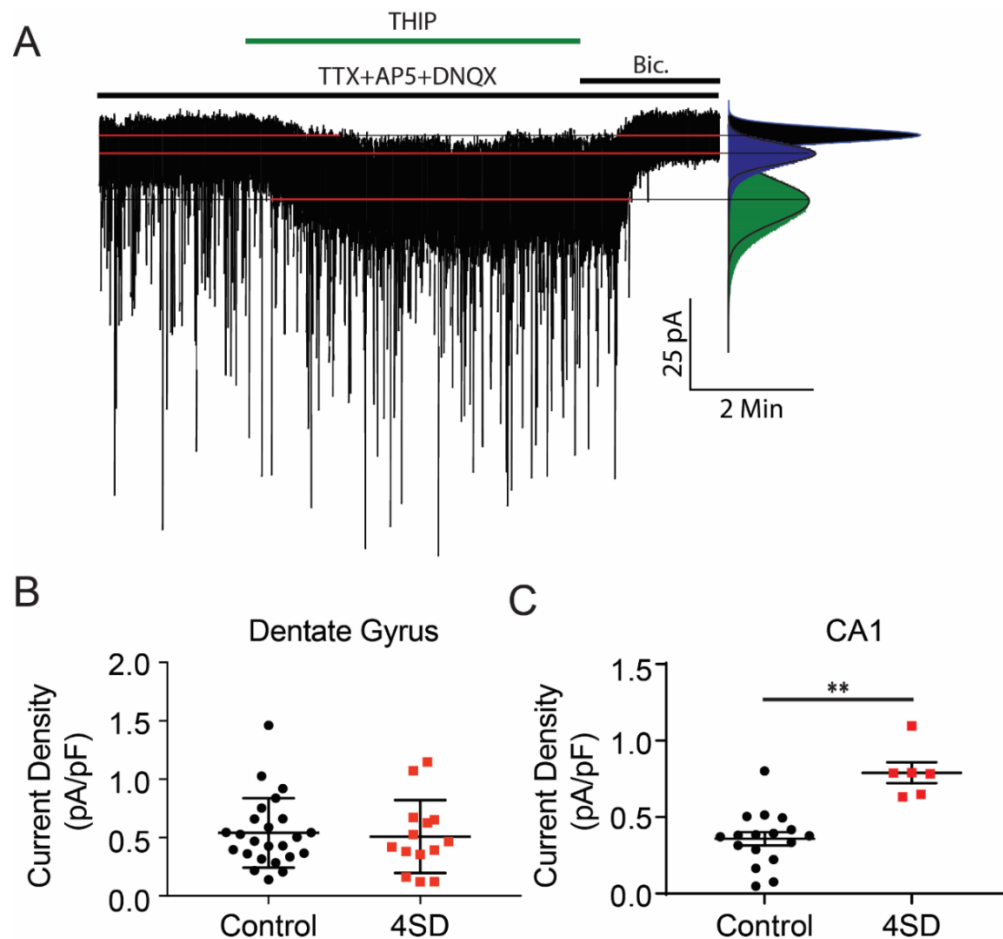 A
THIP
TTX+AP5+DNQX
Bic.
25 pA
2 Min
B
Dentate Gyrus
Current Density
(pA/pF)
2.0
1.5
1.0
0.5
0.0
Control
4SD
C
CA1
Current Density
(pA/pF)
**
1.5
1.0
0.5
0.0
Control
4SD